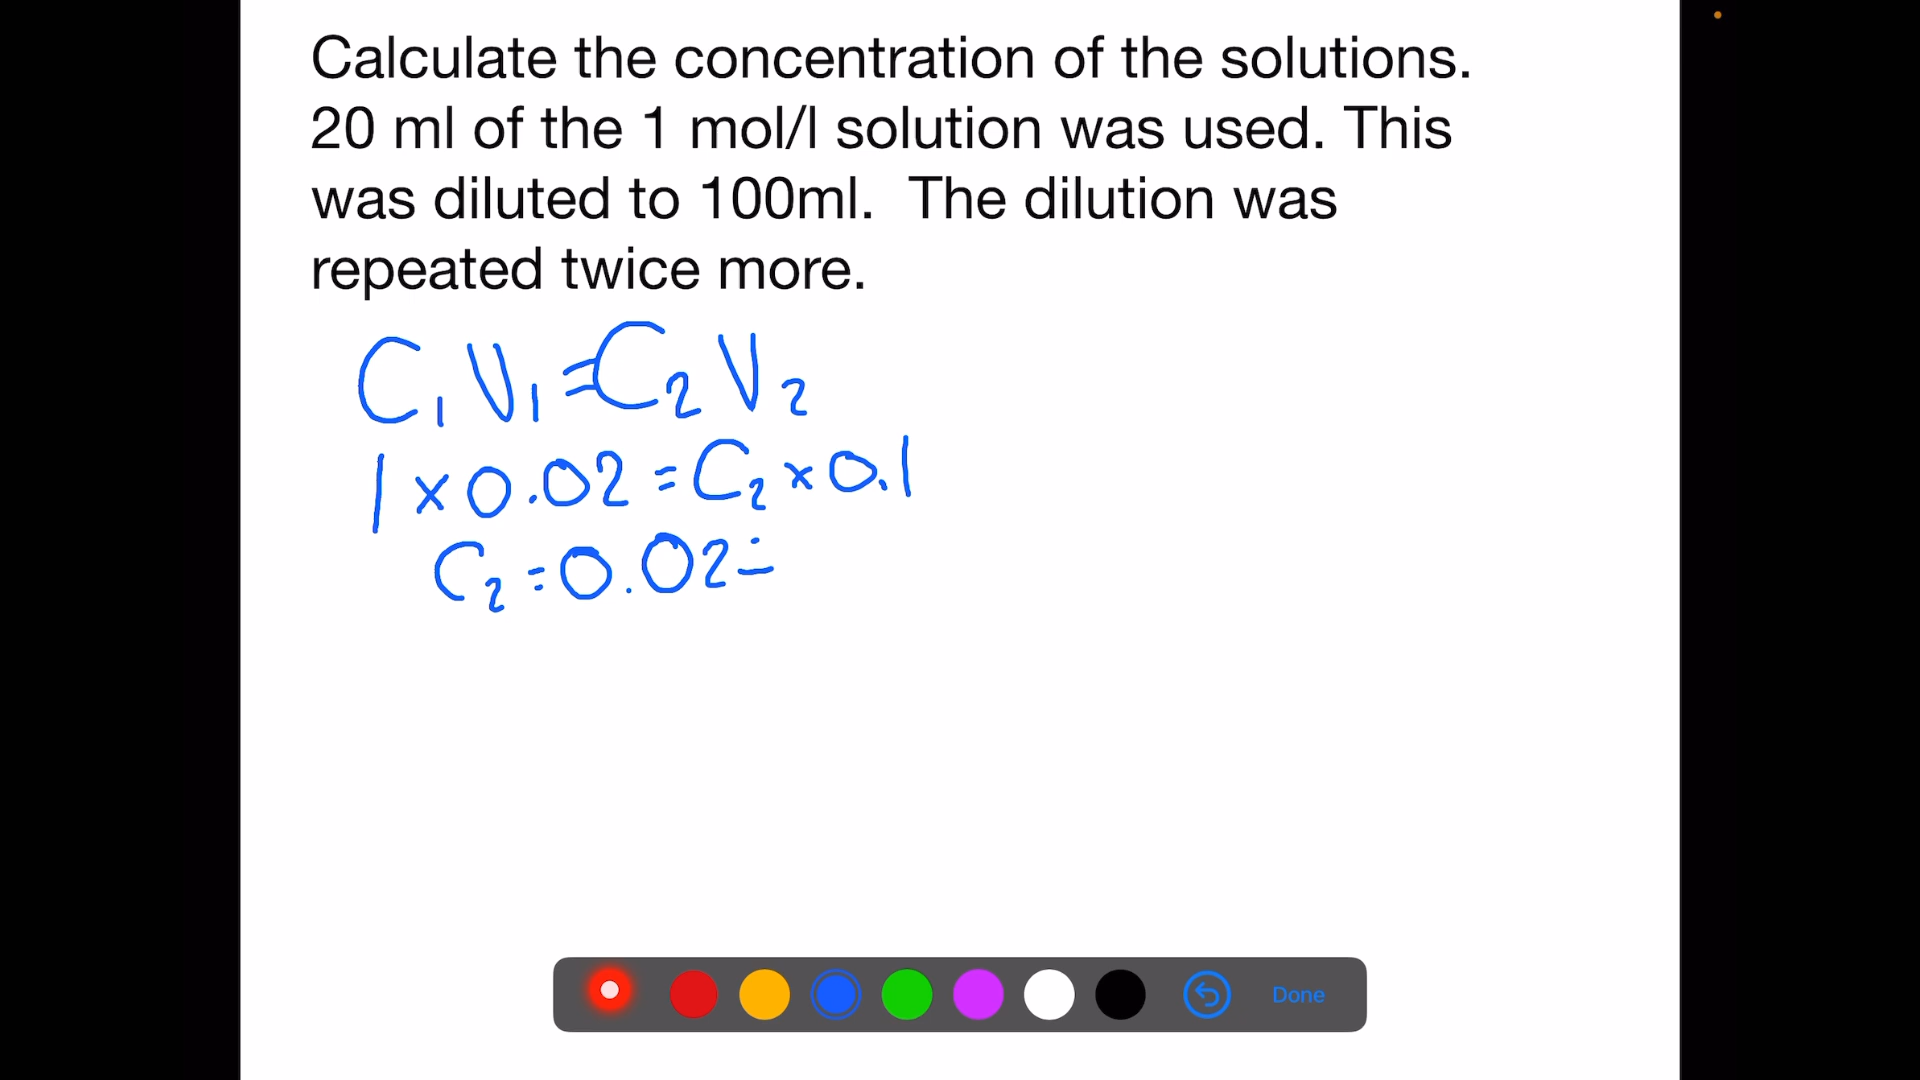 Calculate the concentration of the solutions.
20 ml of the 1 mol/l solution was used. This
was diluted to 100ml. The dilution was
repeated twice more.
C₁V₁=C₂V₂
1×0.02=C₂×0.1
C₂=0.02÷
Done